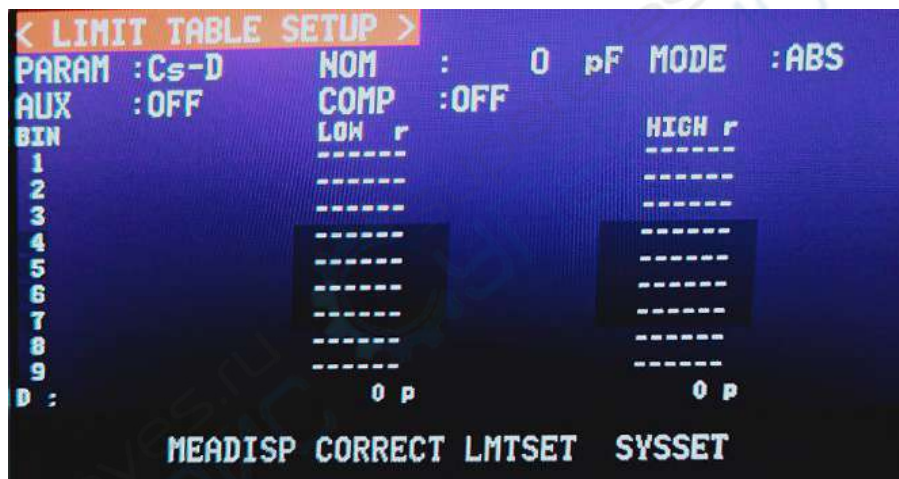 < LIMIT TABLE SETUP >
PARAM :Cs-D NOM : 0 pF MODE :ABS
AUX :OFF COMP :OFF
BIN LOW r HIGH r
1 ------ ------
2 ------ ------
3 ------ ------
4 ------ ------
5 ------ ------
6 ------ ------
7 ------ ------
8 ------ ------
9 ------ ------
D : 0 p 0 p
MEADISP CORRECT LMTSET SYSSET